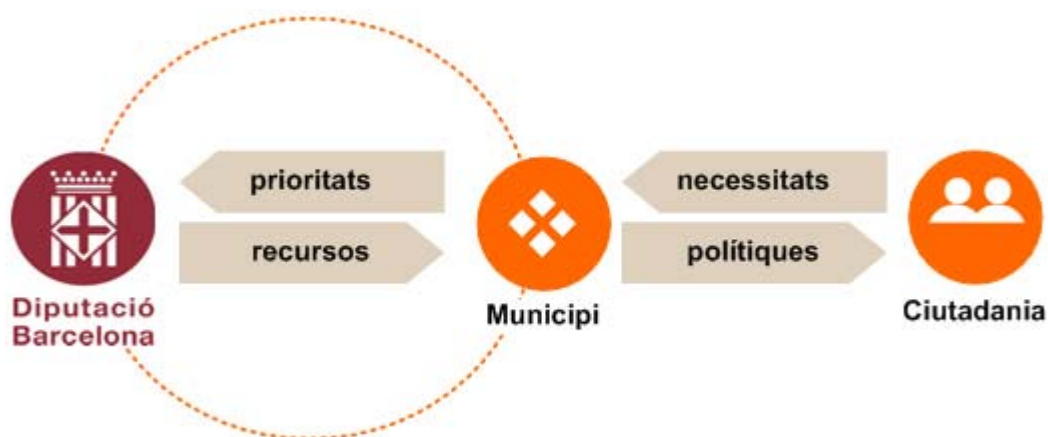 prioritats
necessitats
recursos
polítiques
Diputació
Barcelona
Municipi
Ciutadania